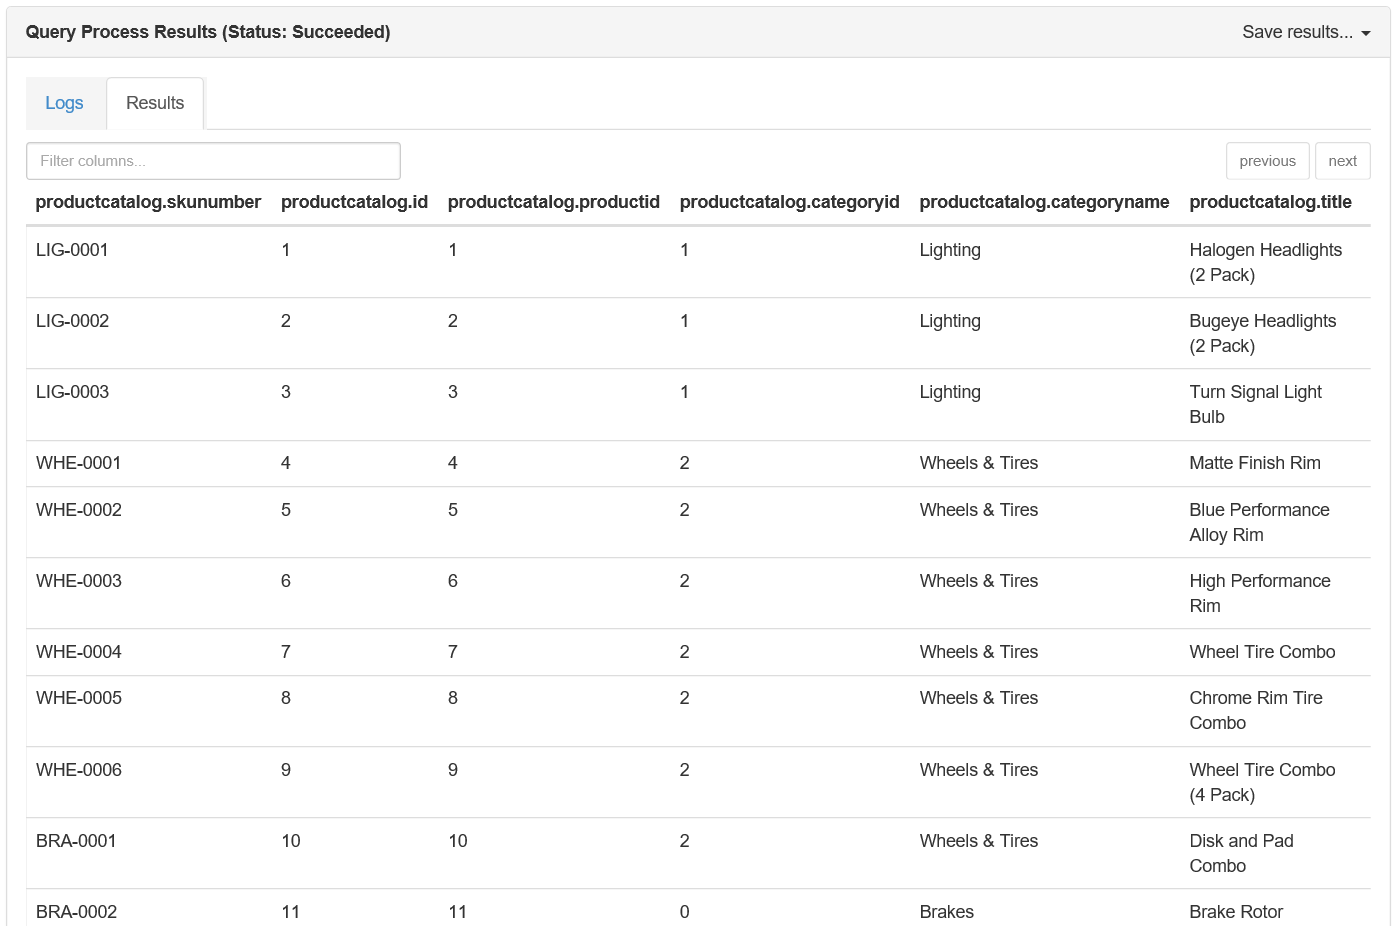 Query Process Results (Status: Succeeded) Save results...
Logs Results
Filter columns... previous next
productcatalog.skunumber productcatalog.id productcatalog.productid productcatalog.categoryid productcatalog.categoryname productcatalog.title
LIG-0001 1 1 1 Lighting Halogen Headlights
(2 Pack)
LIG-0002 2 2 1 Lighting Bugeye Headlights
(2 Pack)
LIG-0003 3 3 1 Lighting Turn Signal Light
Bulb
WHE-0001 4 4 2 Wheels & Tires Matte Finish Rim
WHE-0002 5 5 2 Wheels & Tires Blue Performance
Alloy Rim
WHE-0003 6 6 2 Wheels & Tires High Performance
Rim
WHE-0004 7 7 2 Wheels & Tires Wheel Tire Combo
WHE-0005 8 8 2 Wheels & Tires Chrome Rim Tire
Combo
WHE-0006 9 9 2 Wheels & Tires Wheel Tire Combo
(4 Pack)
BRA-0001 10 10 2 Wheels & Tires Disk and Pad
Combo
BRA-0002 11 11 0 Brakes Brake Rotor